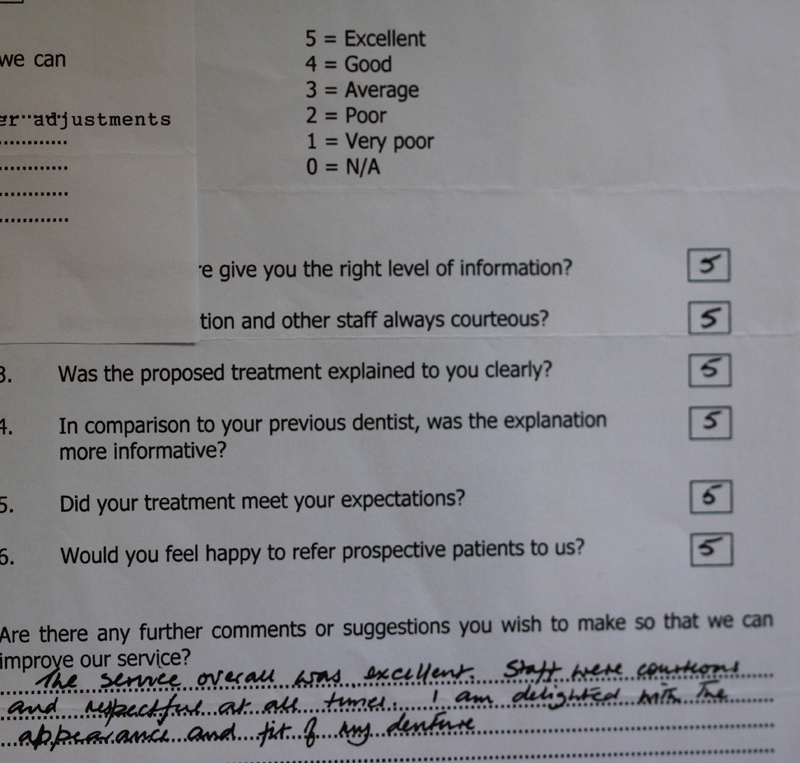 we can
adjustments
5 = Excellent
4 = Good
3 = Average
2 = Poor
1 = Very poor
0 = N/A
re give you the right level of information? 5
tion and other staff always courteous? 5
3. Was the proposed treatment explained to you clearly? 5
4. In comparison to your previous dentist, was the explanation 5
more informative?
5. Did your treatment meet your expectations? 5
6. Would you feel happy to refer prospective patients to us? 5
Are there any further comments or suggestions you wish to make so that we can
improve our service?
The service overall was excellent. Staff were courteous
and respectful at all times. I am delighted with the
appearance and fit of my denture